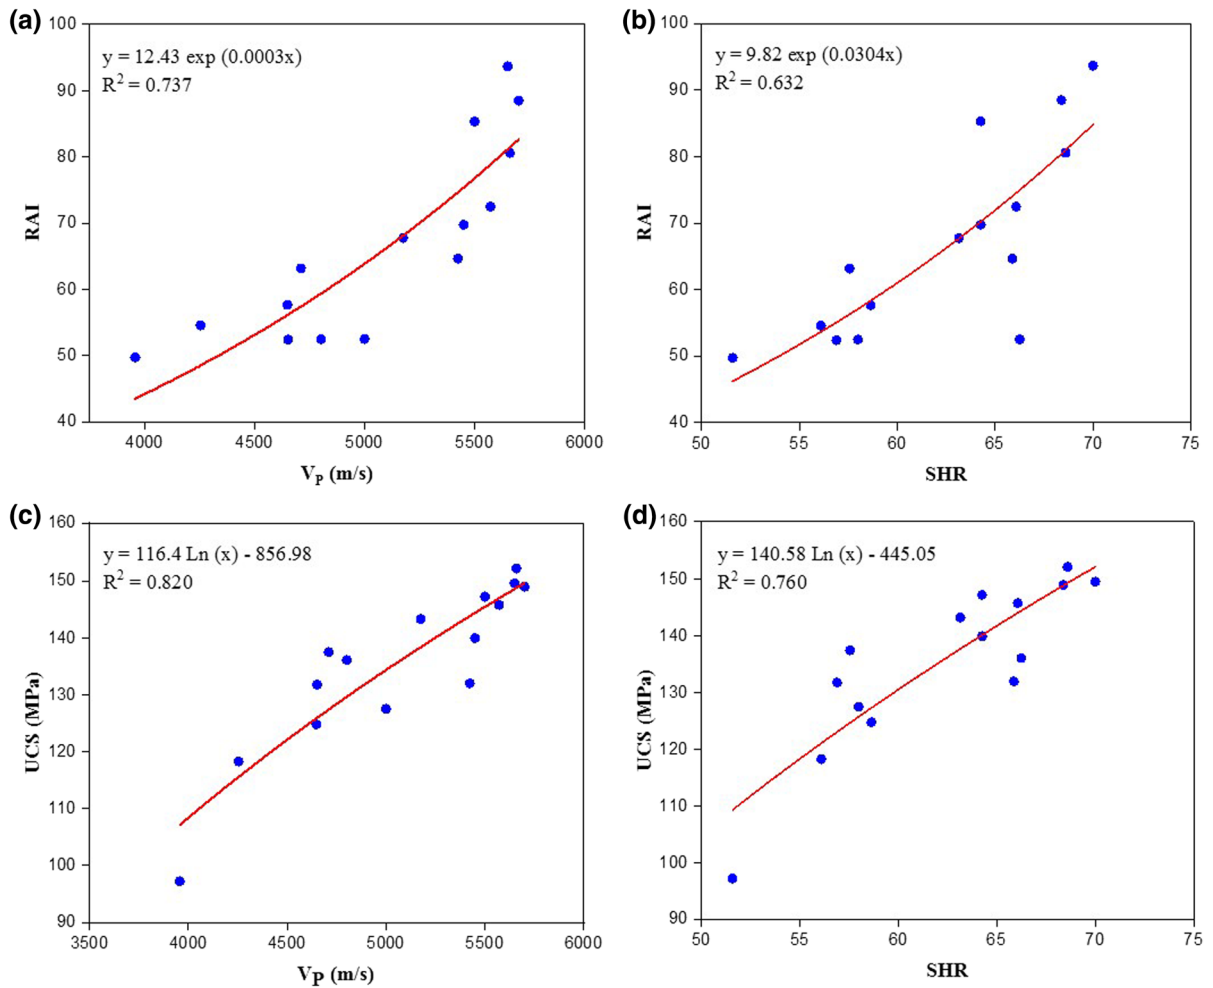 (a)
100
90
80
70
60
50
40
RAI
y = 12.43 exp (0.0003x)
R² = 0.737
4000 4500 5000 5500 6000
V_P (m/s)
(b)
100
90
80
70
60
50
40
RAI
y = 9.82 exp (0.0304x)
R² = 0.632
50 55 60 65 70 75
SHR
(c)
160
150
140
130
120
110
100
90
UCS (MPa)
y = 116.4 Ln (x) - 856.98
R² = 0.820
3500 4000 4500 5000 5500 6000
V_P (m/s)
(d)
160
150
140
130
120
110
100
90
UCS (MPa)
y = 140.58 Ln (x) - 445.05
R² = 0.760
50 55 60 65 70 75
SHR